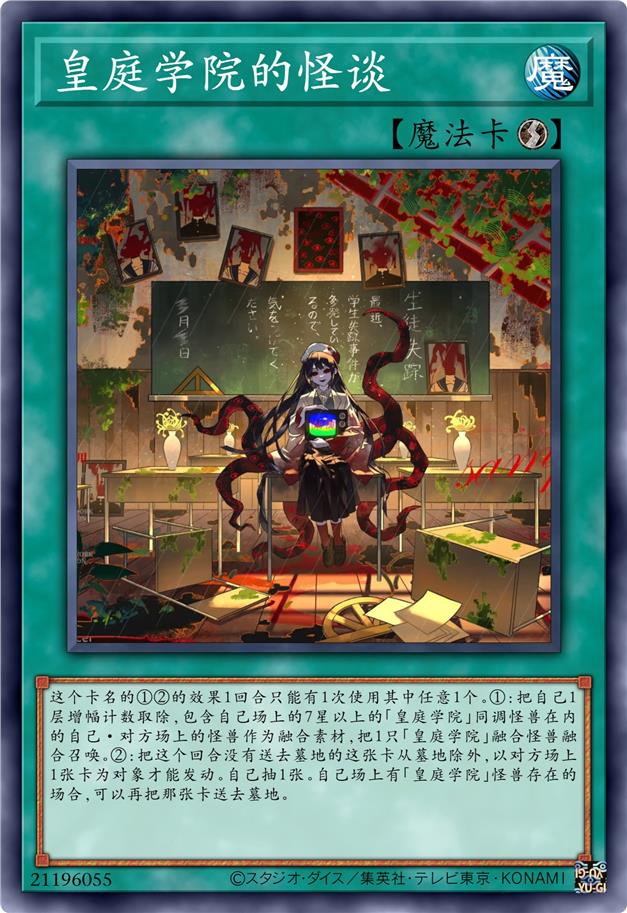 皇庭学院的怪谈
魔
【魔法卡】
生徒失踪
最近、
学生失踪事件が
多発してい
るので、
気をつけてく
ださい。
这个卡名的①②的效果1回合只能有1次使用其中任意1个。①:把自己1
层增幅计数取除,包含自己场上的7星以上的「皇庭学院」同调怪兽在内
的自己·对方场上的怪兽作为融合素材,把1只「皇庭学院」融合怪兽融
合召唤。②:把这个回合没有送去墓地的这张卡从墓地除外,以对方场上
1张卡为对象才能发动。自己抽1张。自己场上有「皇庭学院」怪兽存在的
场合,可以再把那张卡送去墓地。
21196055
©スタジオ·ダイス/集英社·テレビ東京·KONAMI